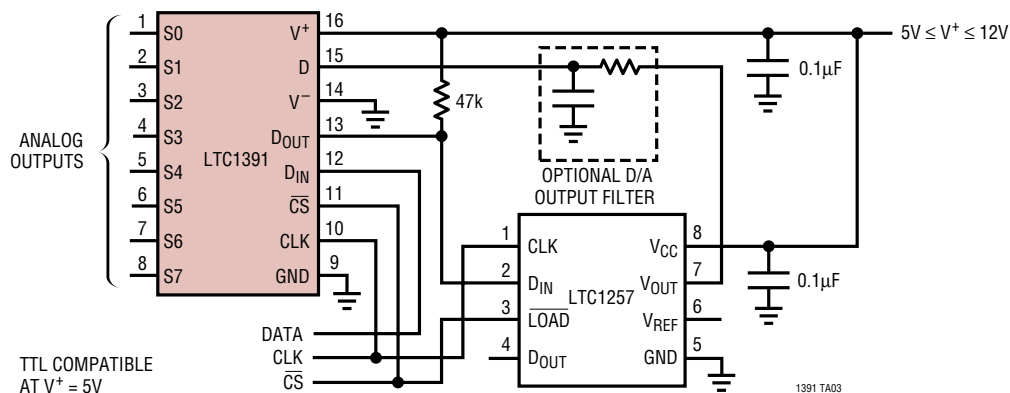 ANALOG
OUTPUTS
1 S0
2 S1
3 S2
4 S3
5 S4
6 S5
7 S6
8 S7
LTC1391
V+ 16
D 15
V− 14
DOUT 13
DIN 12
CS 11
CLK 10
GND 9
47k
OPTIONAL D/A
OUTPUT FILTER
5V ≤ V+ ≤ 12V
0.1µF
1 CLK
2 DIN
3 LOAD
4 DOUT
LTC1257
VCC 8
VOUT 7
VREF 6
GND 5
0.1µF
DATA
CLK
CS
TTL COMPATIBLE
AT V+ = 5V
1391 TA03